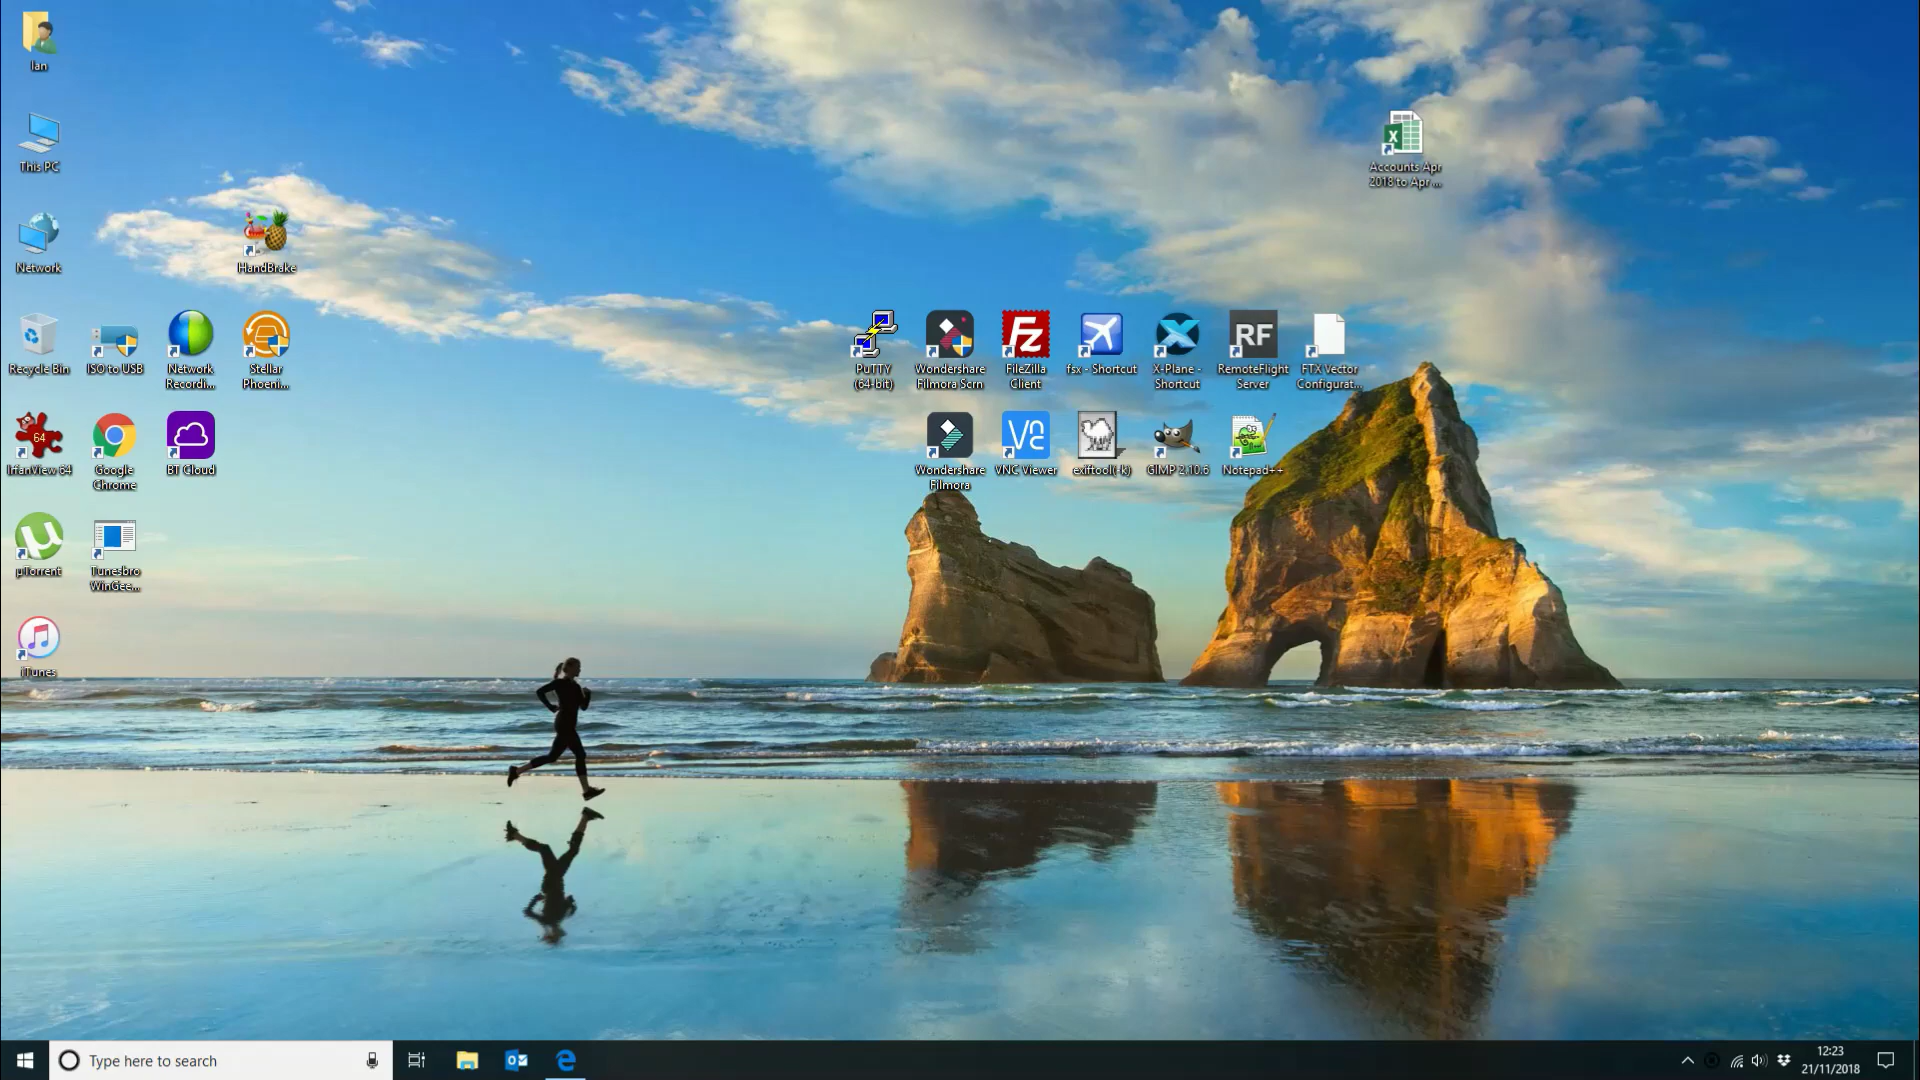 Ian
This PC
Network
HandBrake
Recycle Bin
ISO to USB
Network
Recordi...
Stellar
Phoeni...
IrfanView 64
64
Google
Chrome
BT Cloud
µTorrent
Tunesbro
WinGee...
iTunes
Accounts Apr
2018 to Apr ...
PuTTY
(64-bit)
Wondershare
Filmora Scrn
Fz
FileZilla
Client
fsx - Shortcut
X-Plane -
Shortcut
RF
RemoteFlight
Server
FTX Vector
Configurat...
Wondershare
Filmora
VNC Viewer
exiftool(-k)
GIMP 2.10.6
Notepad++
Type here to search
12:23
21/11/2018